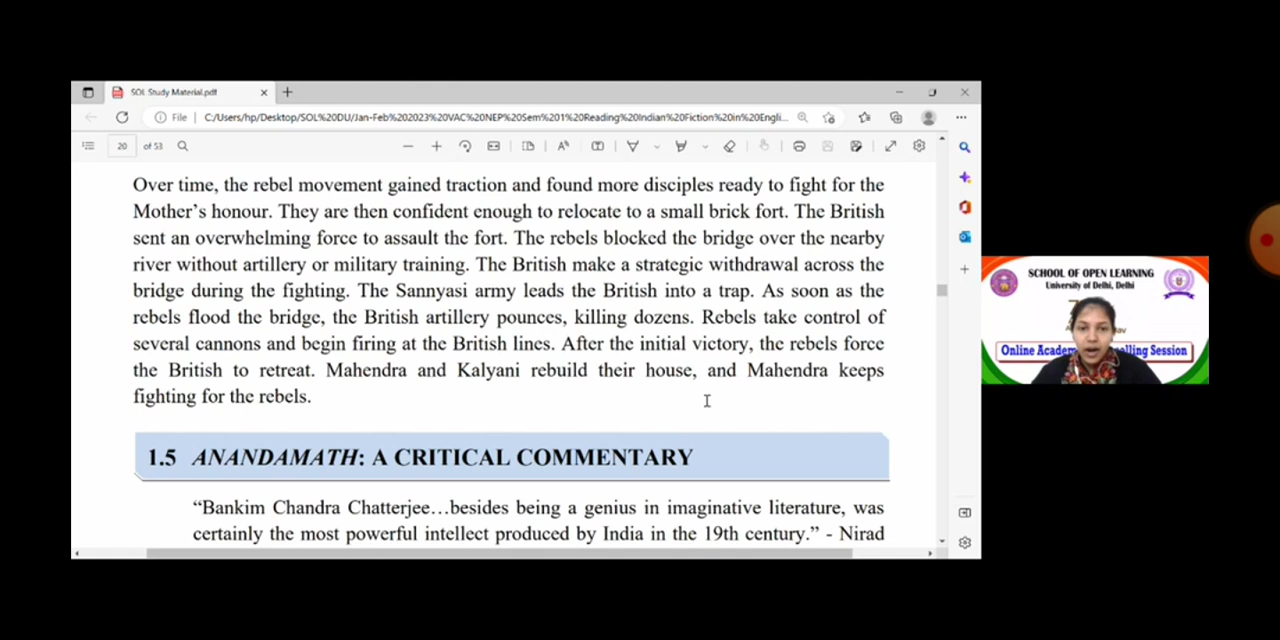 SOL Study Material.pdf
File C:/Users/hp/Desktop/SOL%20DU/Jan-Feb%202023%20VAC%20NEP%20Sem%201%20Reading%20Indian%20Fiction%20in%20Engli...
20 of 53
Over time, the rebel movement gained traction and found more disciples ready to fight for the
Mother's honour. They are then confident enough to relocate to a small brick fort. The British
sent an overwhelming force to assault the fort. The rebels blocked the bridge over the nearby
river without artillery or military training. The British make a strategic withdrawal across the
bridge during the fighting. The Sannyasi army leads the British into a trap. As soon as the
rebels flood the bridge, the British artillery pounces, killing dozens. Rebels take control of
several cannons and begin firing at the British lines. After the initial victory, the rebels force
the British to retreat. Mahendra and Kalyani rebuild their house, and Mahendra keeps
fighting for the rebels.
1.5 ANANDAMATH: A CRITICAL COMMENTARY
“Bankim Chandra Chatterjee…besides being a genius in imaginative literature, was
certainly the most powerful intellect produced by India in the 19th century.” - Nirad
SCHOOL OF OPEN LEARNING
University of Delhi, Delhi
Online Acade
lling Session